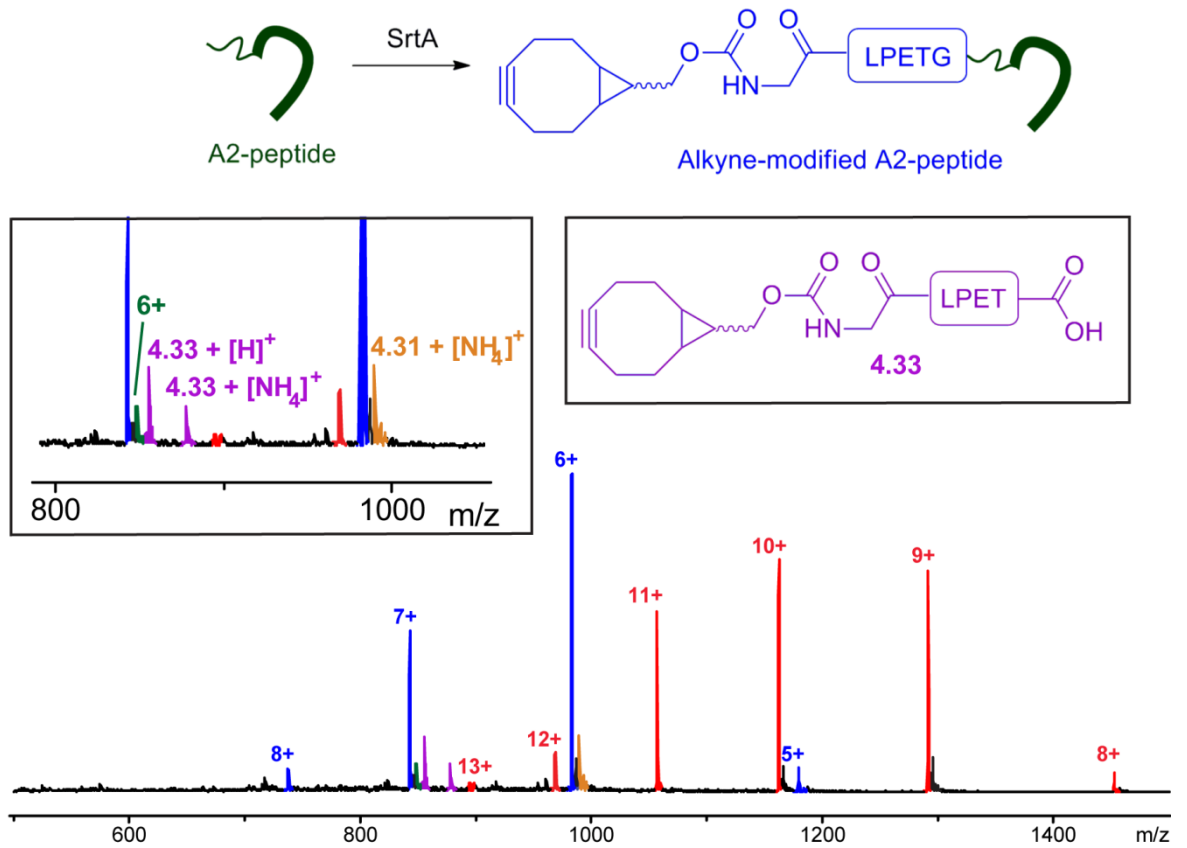 SrtA
O
O
O
HN
LPETG
A2-peptide
Alkyne-modified A2-peptide
6+
4.33 + [H]+
4.33 + [NH4]+
4.31 + [NH4]+
800
1000
m/z
O
O
O
O
HN
LPET
OH
4.33
8+
7+
13+
12+
6+
11+
10+
5+
9+
8+
600
800
1000
1200
1400
m/z